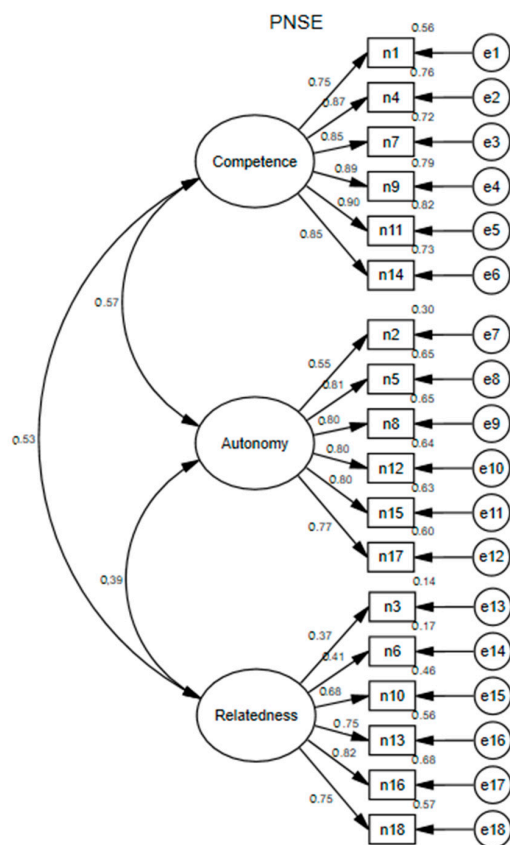 PNSE
0.56
n1 e1
0.75 0.76
n4 e2
0.87 0.72
n7 e3
0.85 0.79
Competence
n9 e4
0.89 0.82
n11 e5
0.90 0.73
n14 e6
0.85
0.57
0.30
n2 e7
0.55 0.65
n5 e8
0.81 0.65
n8 e9
0.80 0.64
Autonomy
n12 e10
0.80 0.63
n15 e11
0.80 0.60
n17 e12
0.77
0.53
0.39
0.14
n3 e13
0.37 0.17
n6 e14
0.41 0.46
n10 e15
0.68 0.56
Relatedness
n13 e16
0.75 0.68
n16 e17
0.82 0.57
n18 e18
0.75